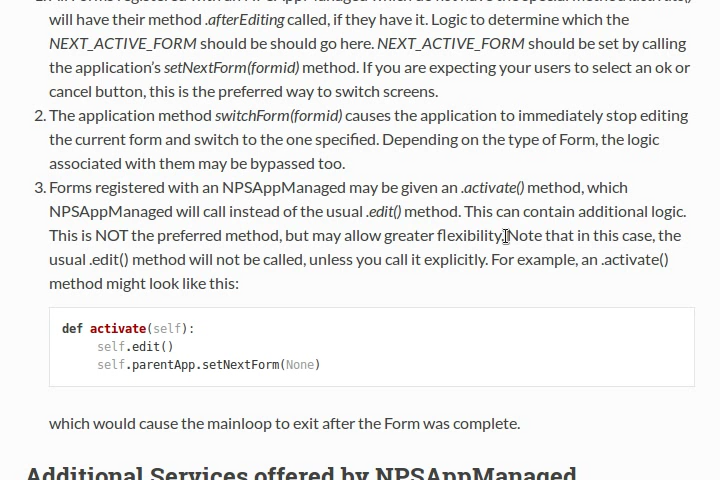 will have their method .afterEditing called, if they have it. Logic to determine which the
NEXT_ACTIVE_FORM should be should go here. NEXT_ACTIVE_FORM should be set by calling
the application's setNextForm(formid) method. If you are expecting your users to select an ok or
cancel button, this is the preferred way to switch screens.
2. The application method switchForm(formid) causes the application to immediately stop editing
the current form and switch to the one specified. Depending on the type of Form, the logic
associated with them may be bypassed too.
3. Forms registered with an NPSAppManaged may be given an .activate() method, which
NPSAppManaged will call instead of the usual .edit() method. This can contain additional logic.
This is NOT the preferred method, but may allow greater flexibility. Note that in this case, the
usual .edit() method will not be called, unless you call it explicitly. For example, an .activate()
method might look like this:
def activate(self):
self.edit()
self.parentApp.setNextForm(None)
which would cause the mainloop to exit after the Form was complete.
Additional Services offered by NPSAppManaged